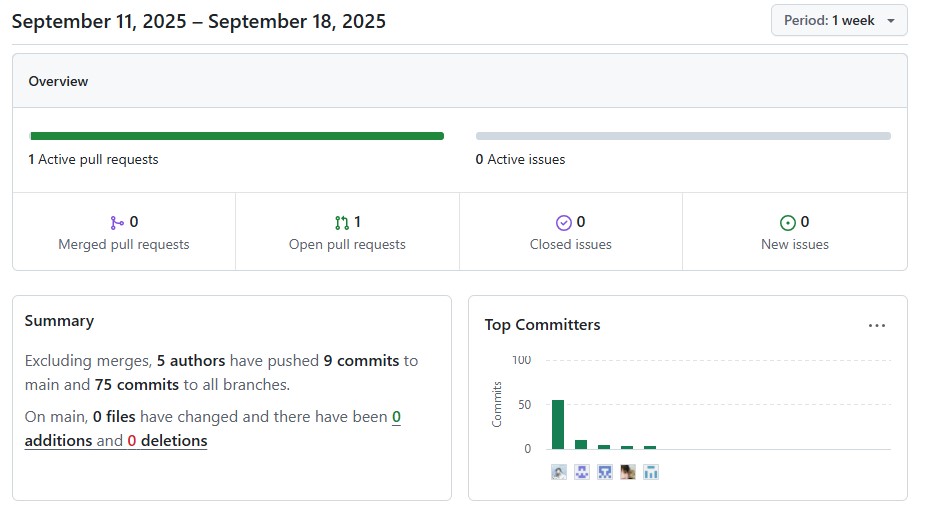 September 11, 2025 – September 18, 2025
Period: 1 week
Overview
1 Active pull requests
0 Active issues
0
Merged pull requests
1
Open pull requests
0
Closed issues
0
New issues
Summary
Excluding merges, 5 authors have pushed 9 commits to
main and 75 commits to all branches.
On main, 0 files have changed and there have been 0
additions and 0 deletions
Top Committers
Commits
100
50
0